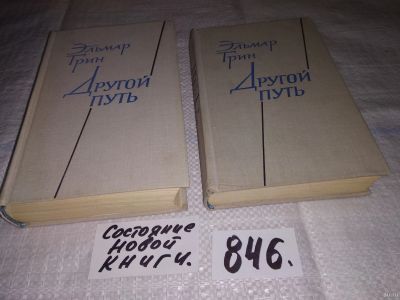 Эльмар
Грин
Другой
путь
Эльмар
Грин
Другой
путь
Состояние
новой
книги.
846.